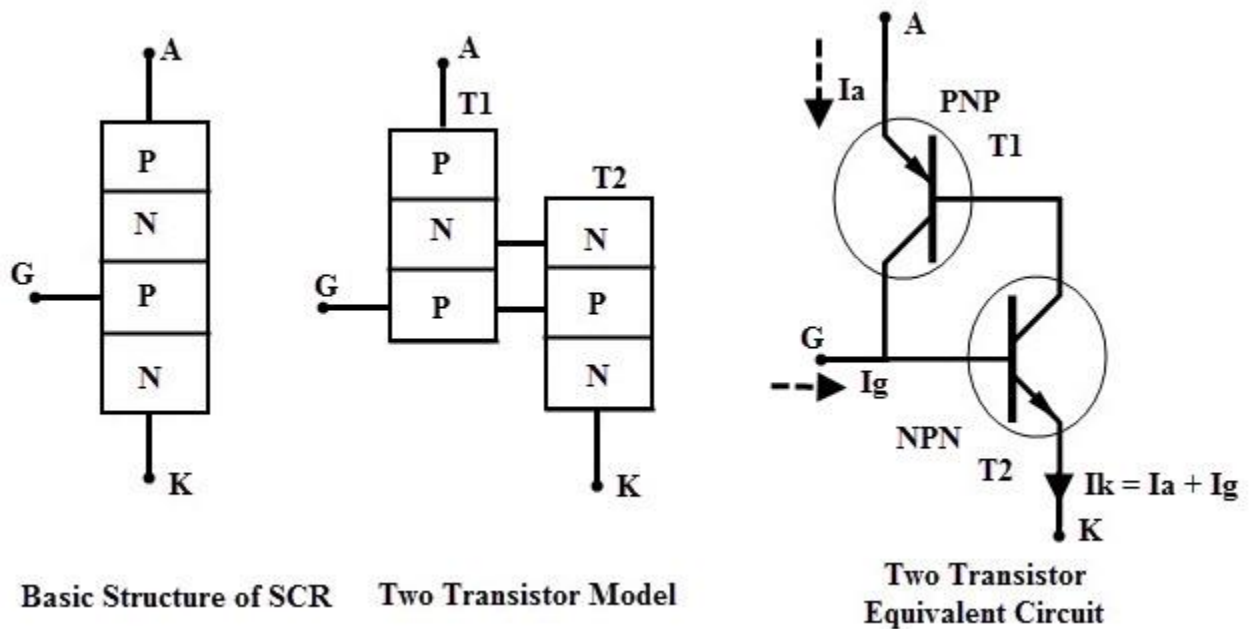 A
P
N
G
P
N
K
Basic Structure of SCR
A
T1
P
T2
N
N
G
P
P
N
K
Two Transistor Model
A
Ia
PNP
T1
G
Ig
NPN
T2
Ik = Ia + Ig
K
Two Transistor
Equivalent Circuit